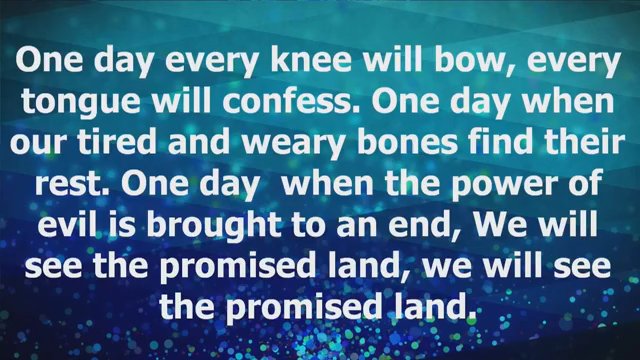 One day every knee will bow, every
tongue will confess. One day when
our tired and weary bones find their
rest. One day  when the power of
evil is brought to an end, We will
see the promised land, we will see
the promised land.